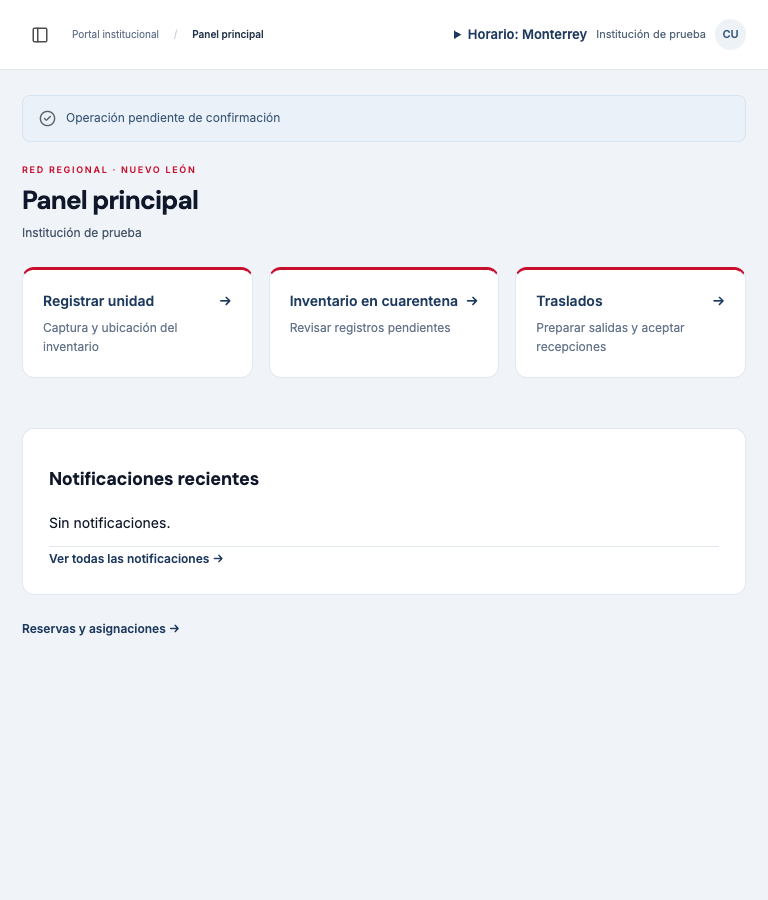 Portal institucional / Panel principal
▶ Horario: Monterrey Institución de prueba CU
Operación pendiente de confirmación
RED REGIONAL · NUEVO LEÓN
Panel principal
Institución de prueba
Registrar unidad →
Captura y ubicación del
inventario
Inventario en cuarentena →
Revisar registros pendientes
Traslados →
Preparar salidas y aceptar
recepciones
Notificaciones recientes
Sin notificaciones.
Ver todas las notificaciones →
Reservas y asignaciones →